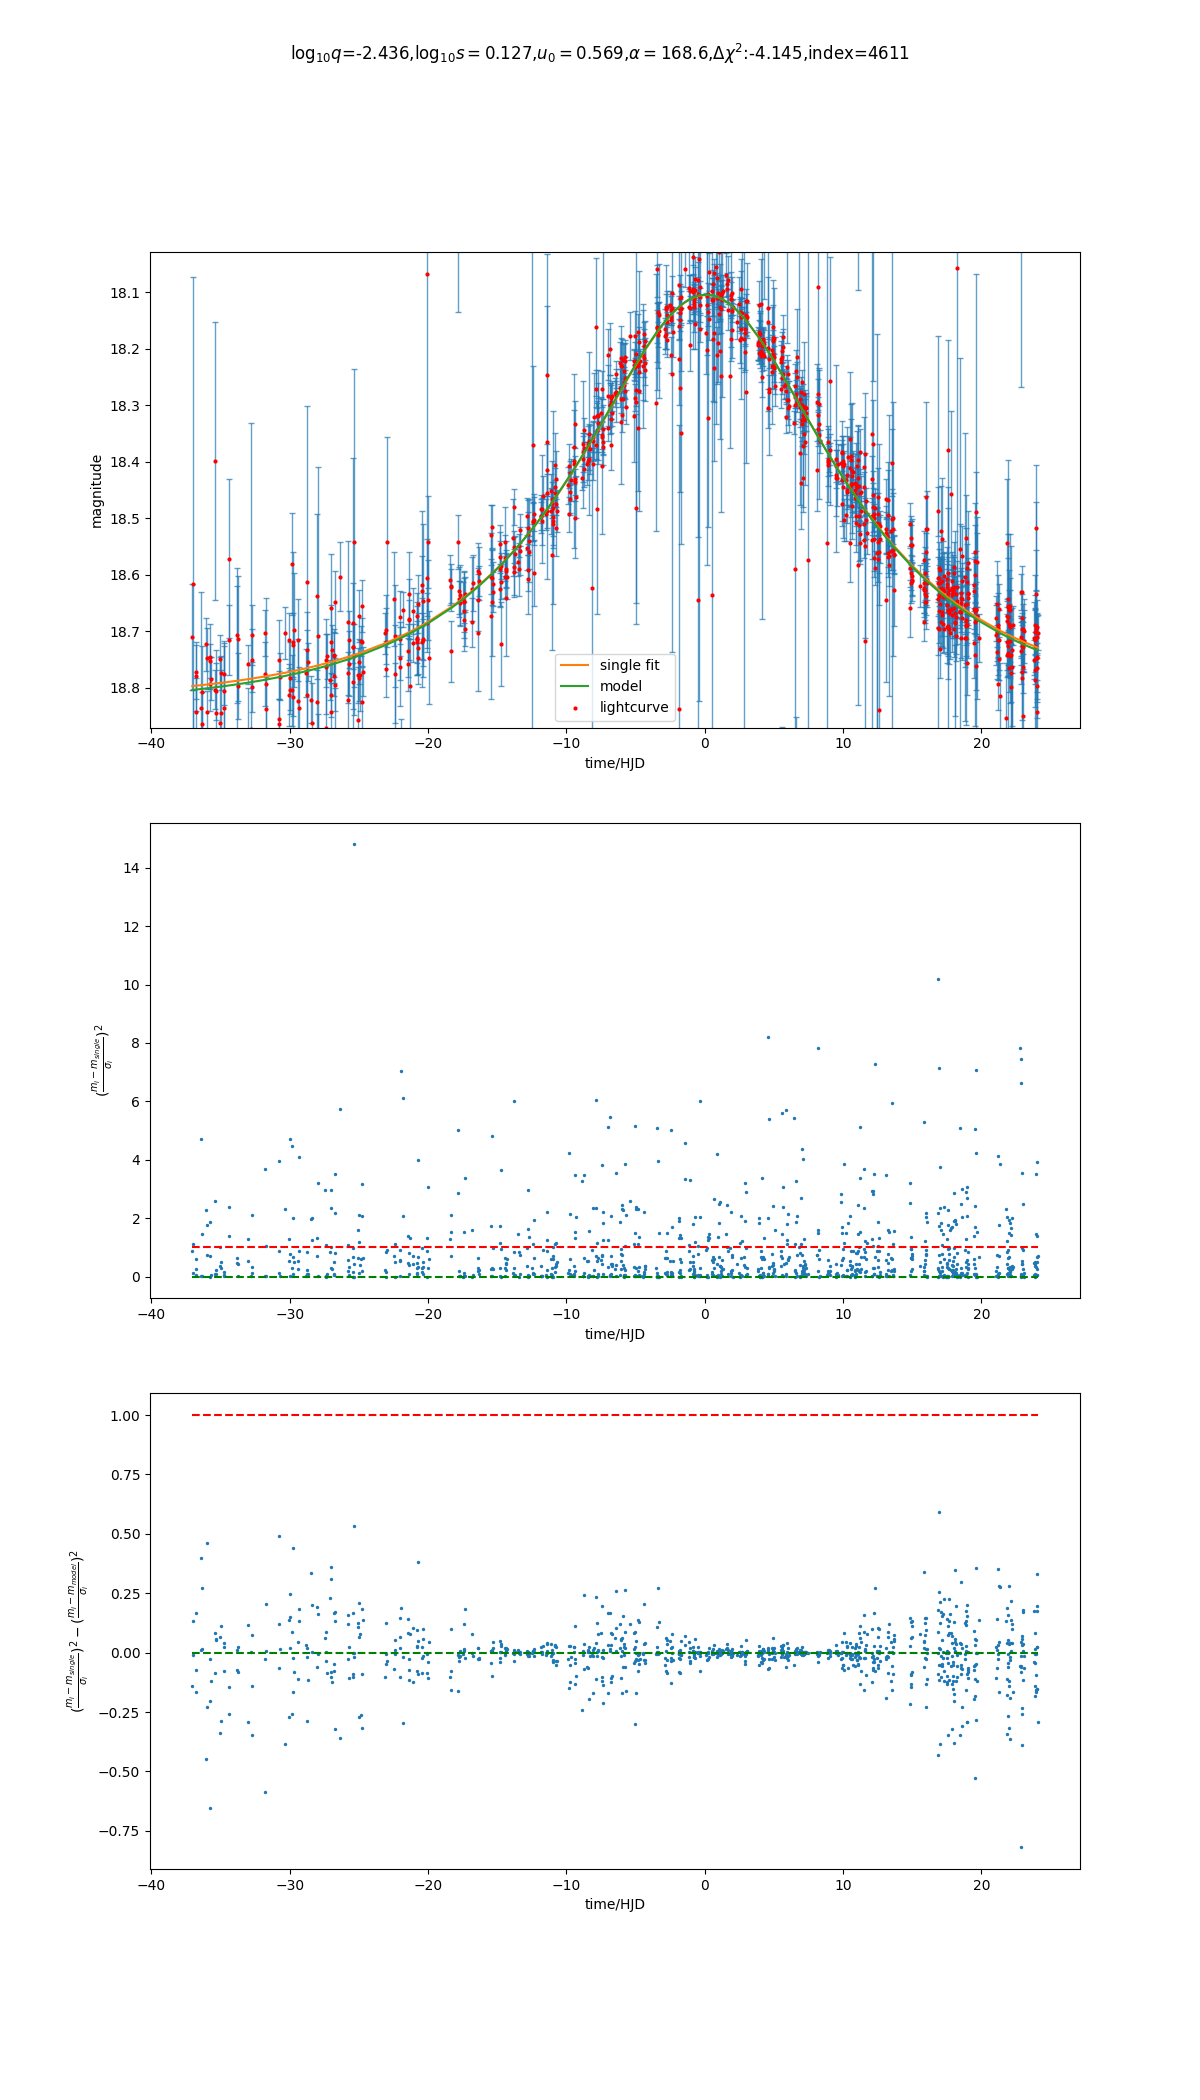 log₁₀q=-2.436,log₁₀s = 0.127,u₀ = 0.569,α = 168.6,Δχ²:-4.145,index=4611
18.1
18.2
18.3
18.4
18.5
18.6
18.7
18.8
magnitude
single fit
model
lightcurve
−40 −30 −20 −10 0 10 20
time/HJD
14
12
10
8
6
4
2
0
((mᵢ − m_single)/σᵢ)²
−40 −30 −20 −10 0 10 20
time/HJD
1.00
0.75
0.50
0.25
0.00
−0.25
−0.50
−0.75
((mᵢ − m_single)/σᵢ)² − ((mᵢ − m_model)/σᵢ)²
−40 −30 −20 −10 0 10 20
time/HJD